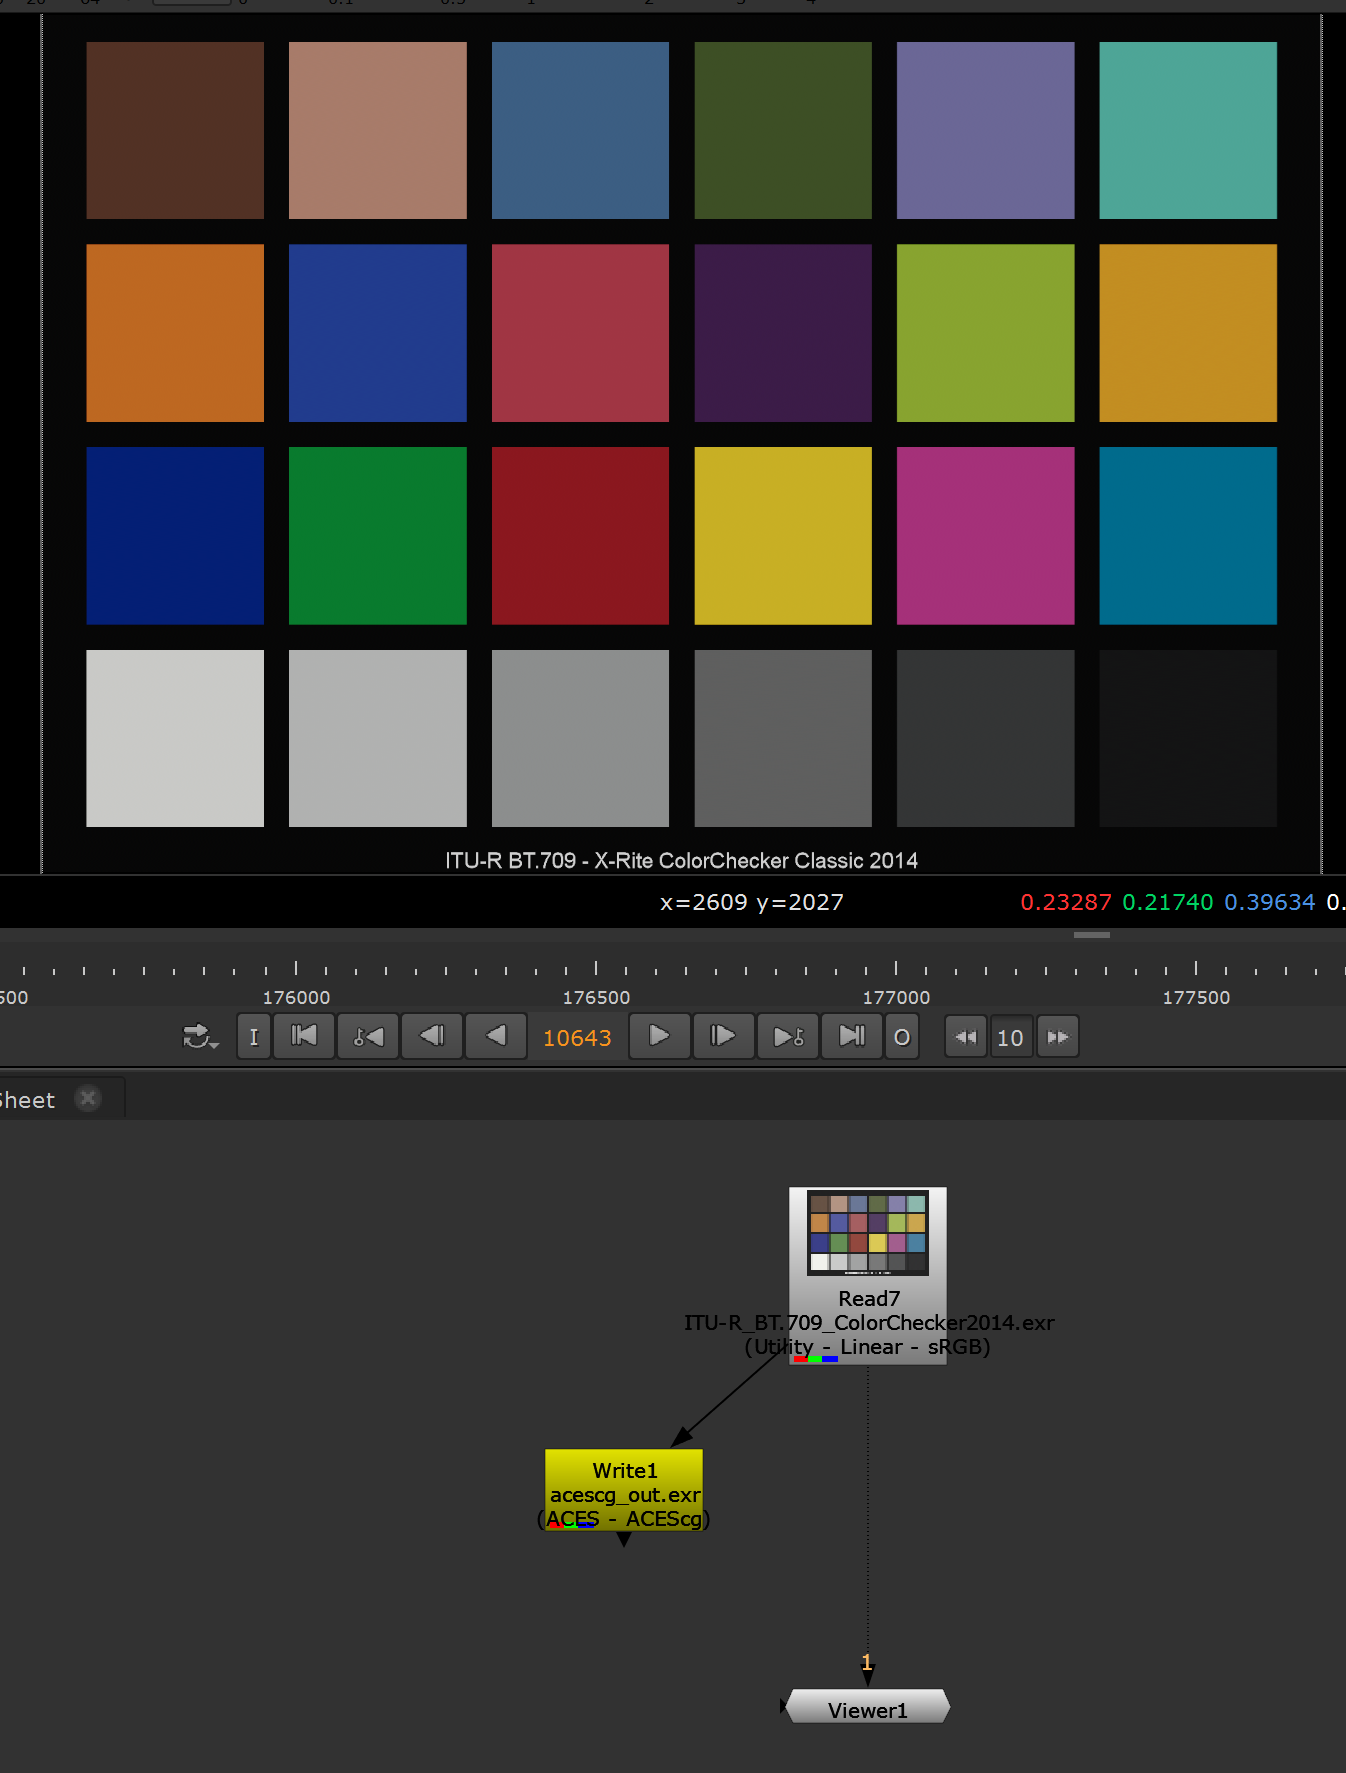 ITU-R BT.709 - X-Rite ColorChecker Classic 2014
x=2609 y=2027 0.23287 0.21740 0.39634 0.
500 176000 176500 177000 177500
I 10643 O 10
Sheet
Read7
ITU-R_BT.709_ColorChecker2014.exr
(Utility - Linear - sRGB)
Write1
acescg_out.exr
(ACES - ACEScg)
1
Viewer1